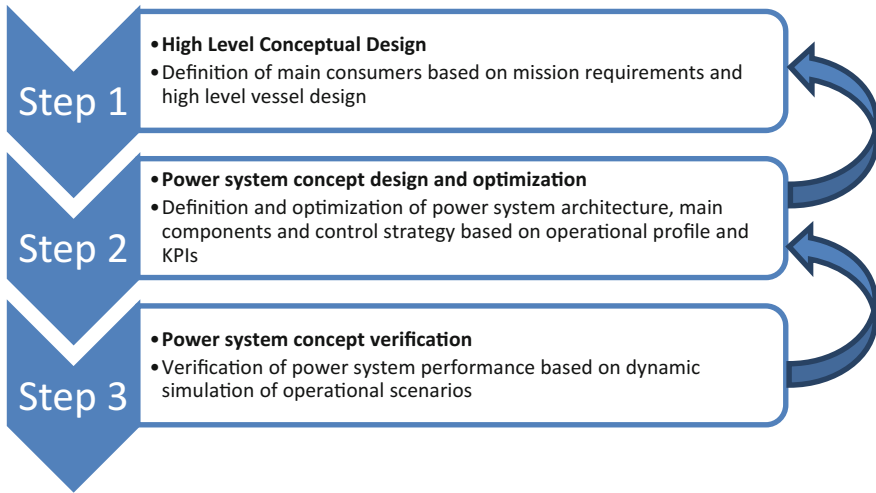 Step 1
•High Level Conceptual Design
•Definition of main consumers based on mission requirements and
high level vessel design
Step 2
•Power system concept design and optimization
•Definition and optimization of power system architecture, main
components and control strategy based on operational profile and
KPIs
Step 3
•Power system concept verification
•Verification of power system performance based on dynamic
simulation of operational scenarios